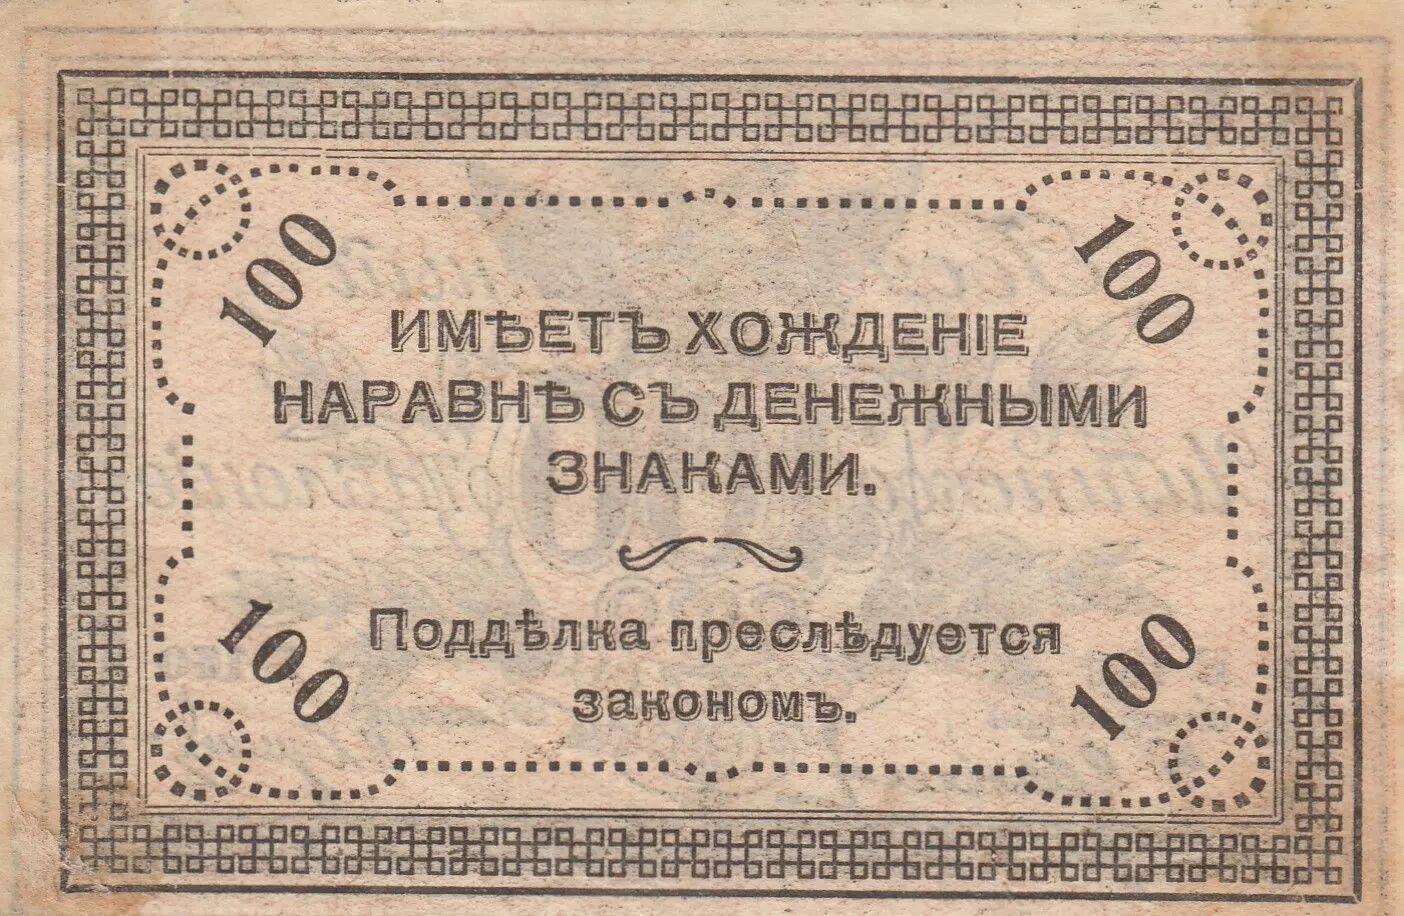 100 100
ИМѢЕТЪ ХОЖДЕНІЕ
НАРАВНѢ СЪ ДЕНЕЖНЫМИ
ЗНАКАМИ.
Поддѣлка преслѣдуется
закономъ.
100 100